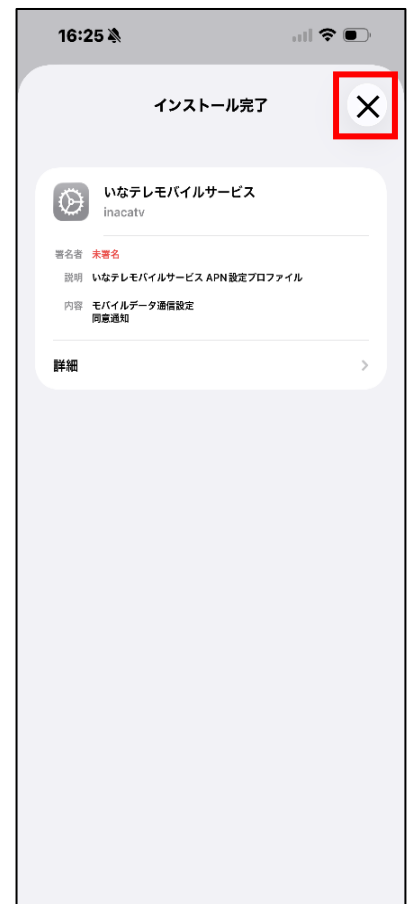 16:25
インストール完了
いなテレモバイルサービス
inacatv
署名者 未署名
説明 いなテレモバイルサービス APN設定プロファイル
内容 モバイルデータ通信設定
同意通知
詳細